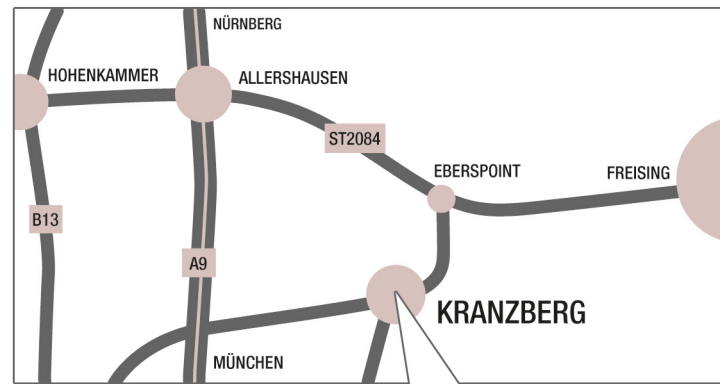 NÜRNBERG
HOHENKAMMER
ALLERSHAUSEN
ST2084
EBERSPOINT
FREISING
B13
A9
KRANZBERG
MÜNCHEN